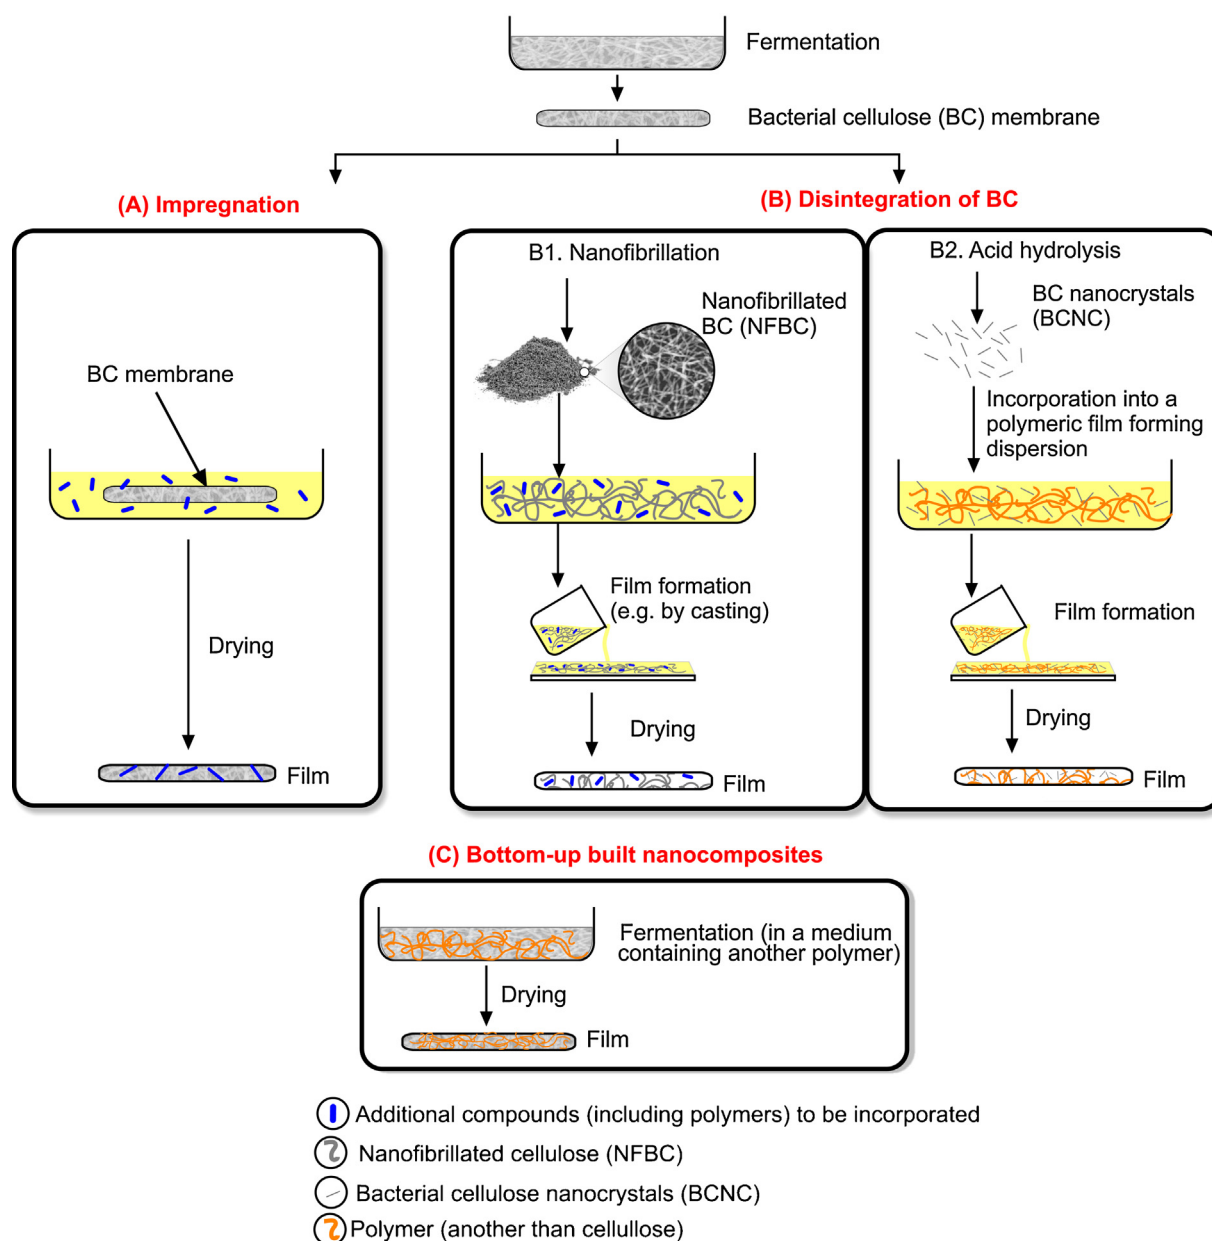 Fermentation
Bacterial cellulose (BC) membrane
(A) Impregnation
(B) Disintegration of BC
BC membrane
Drying
Film
B1. Nanofibrillation
Nanofibrillated
BC (NFBC)
Film formation
(e.g. by casting)
Drying
Film
B2. Acid hydrolysis
BC nanocrystals
(BCNC)
Incorporation into a
polymeric film forming
dispersion
Film formation
Drying
Film
(C) Bottom-up built nanocomposites
Fermentation (in a medium
containing another polymer)
Drying
Film
Additional compounds (including polymers) to be incorporated
Nanofibrillated cellulose (NFBC)
Bacterial cellulose nanocrystals (BCNC)
Polymer (another than cellullose)